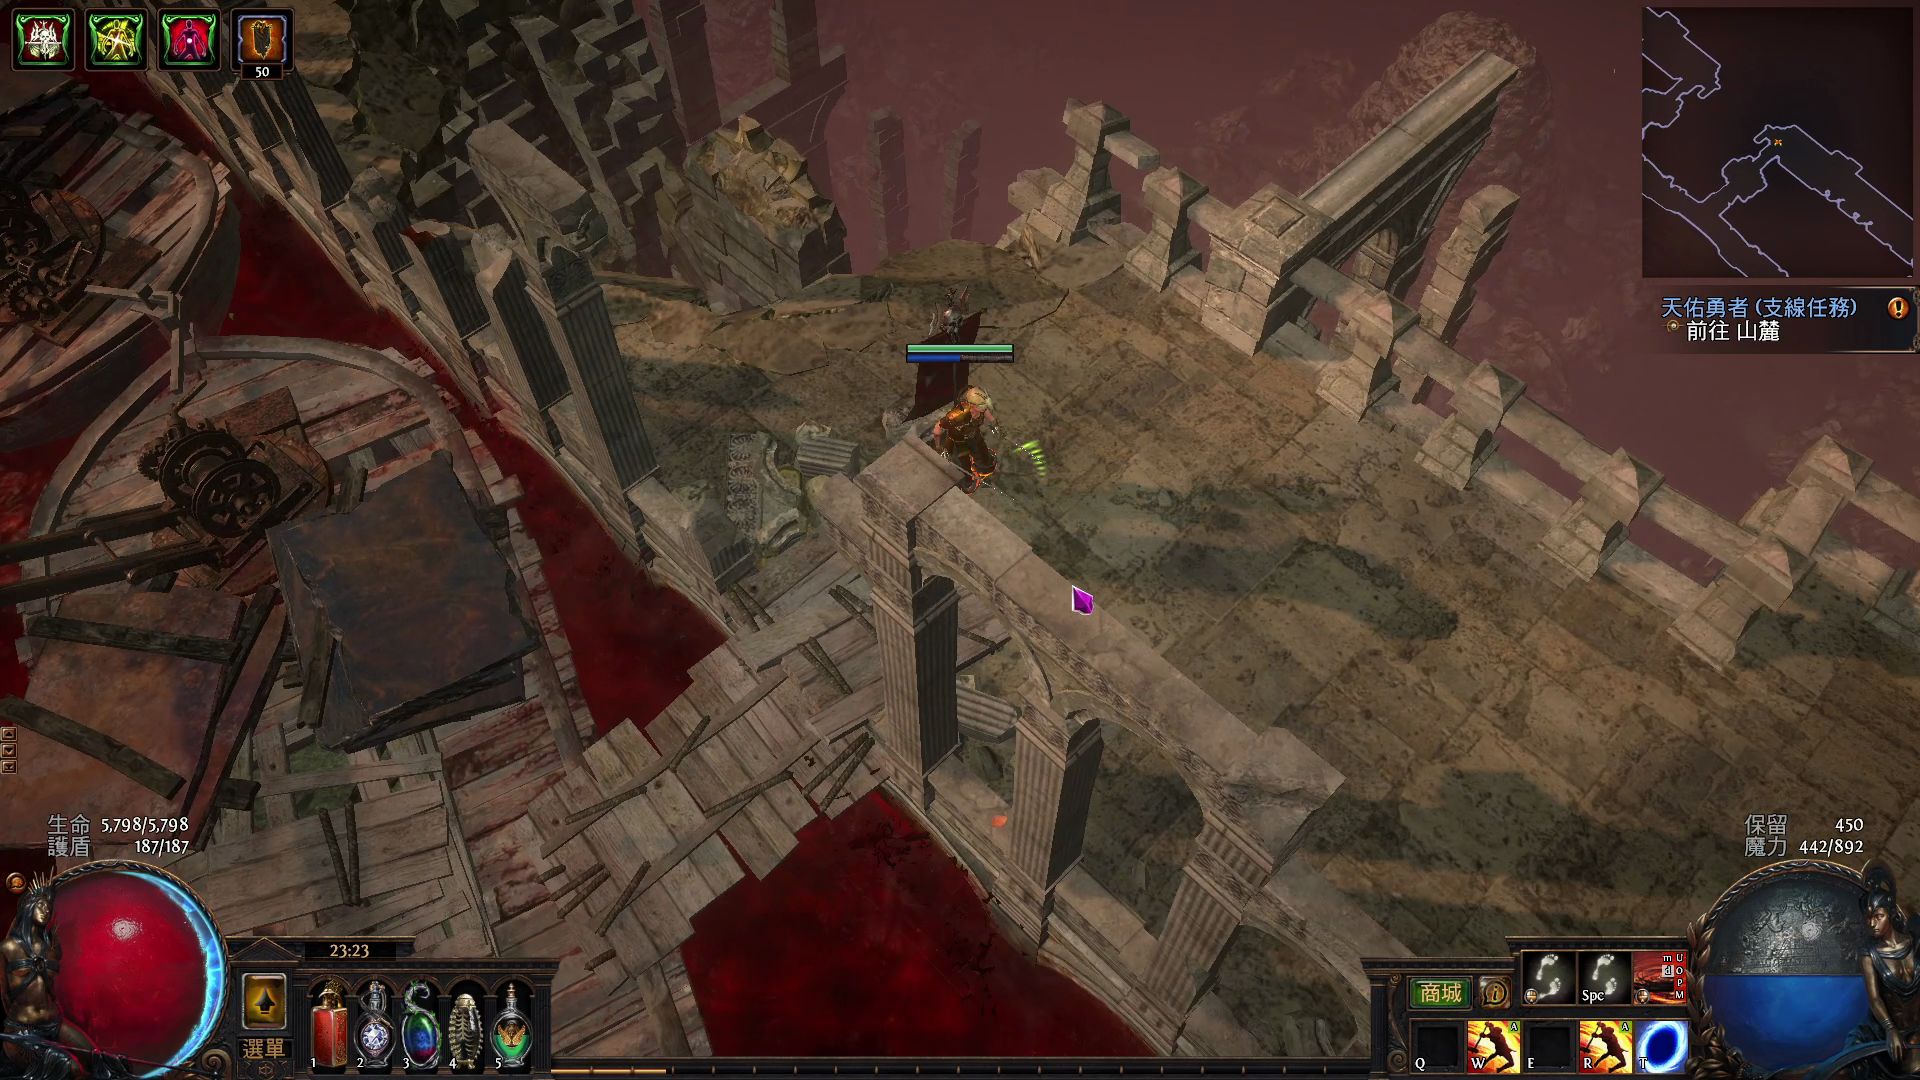 50
天佑勇者 (支線任務)
前往 山麓
生命 5,798/5,798
護盾 187/187
保留 450
魔力 442/892
23:23
選單
1
2
3
4
5
商城
Spc
m U
d O
P
M
Q
W A
E
R A
T